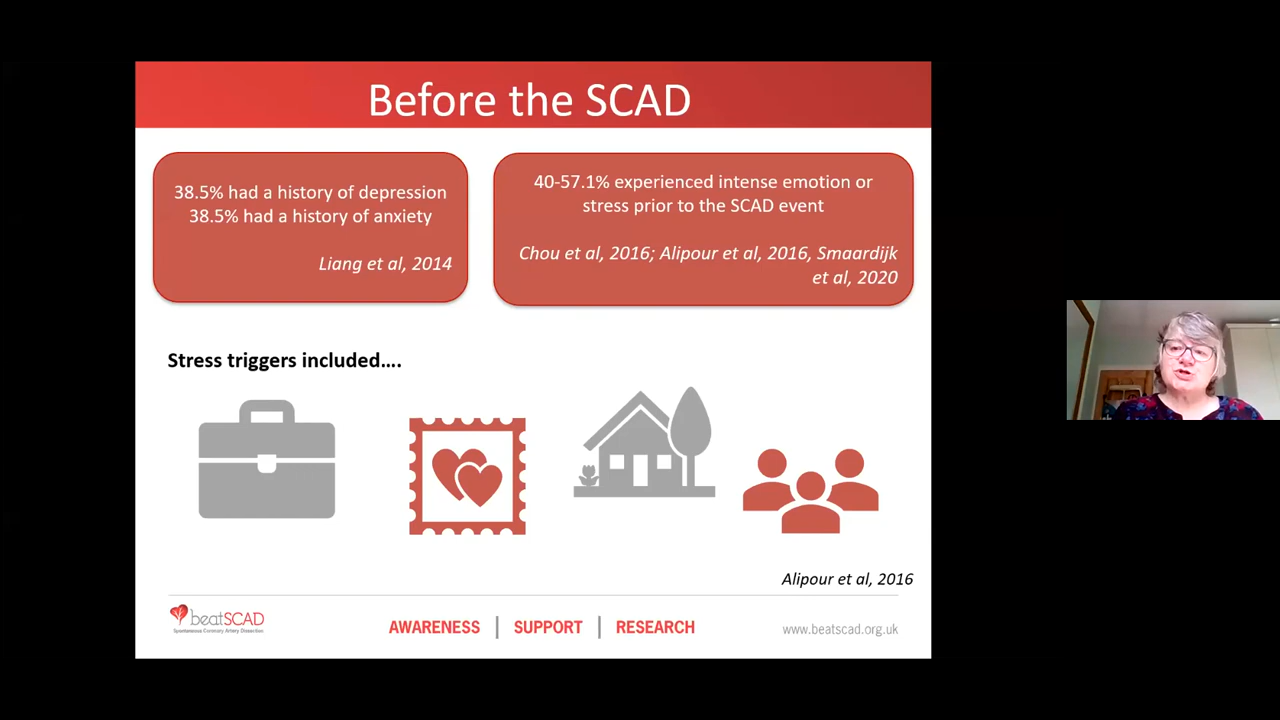 Before the SCAD
38.5% had a history of depression
38.5% had a history of anxiety
Liang et al, 2014
40-57.1% experienced intense emotion or
stress prior to the SCAD event
Chou et al, 2016; Alipour et al, 2016, Smaardijk
et al, 2020
Stress triggers included....
Alipour et al, 2016
beatSCAD
Spontaneous Coronary Artery Dissection
AWARENESS | SUPPORT | RESEARCH
www.beatscad.org.uk